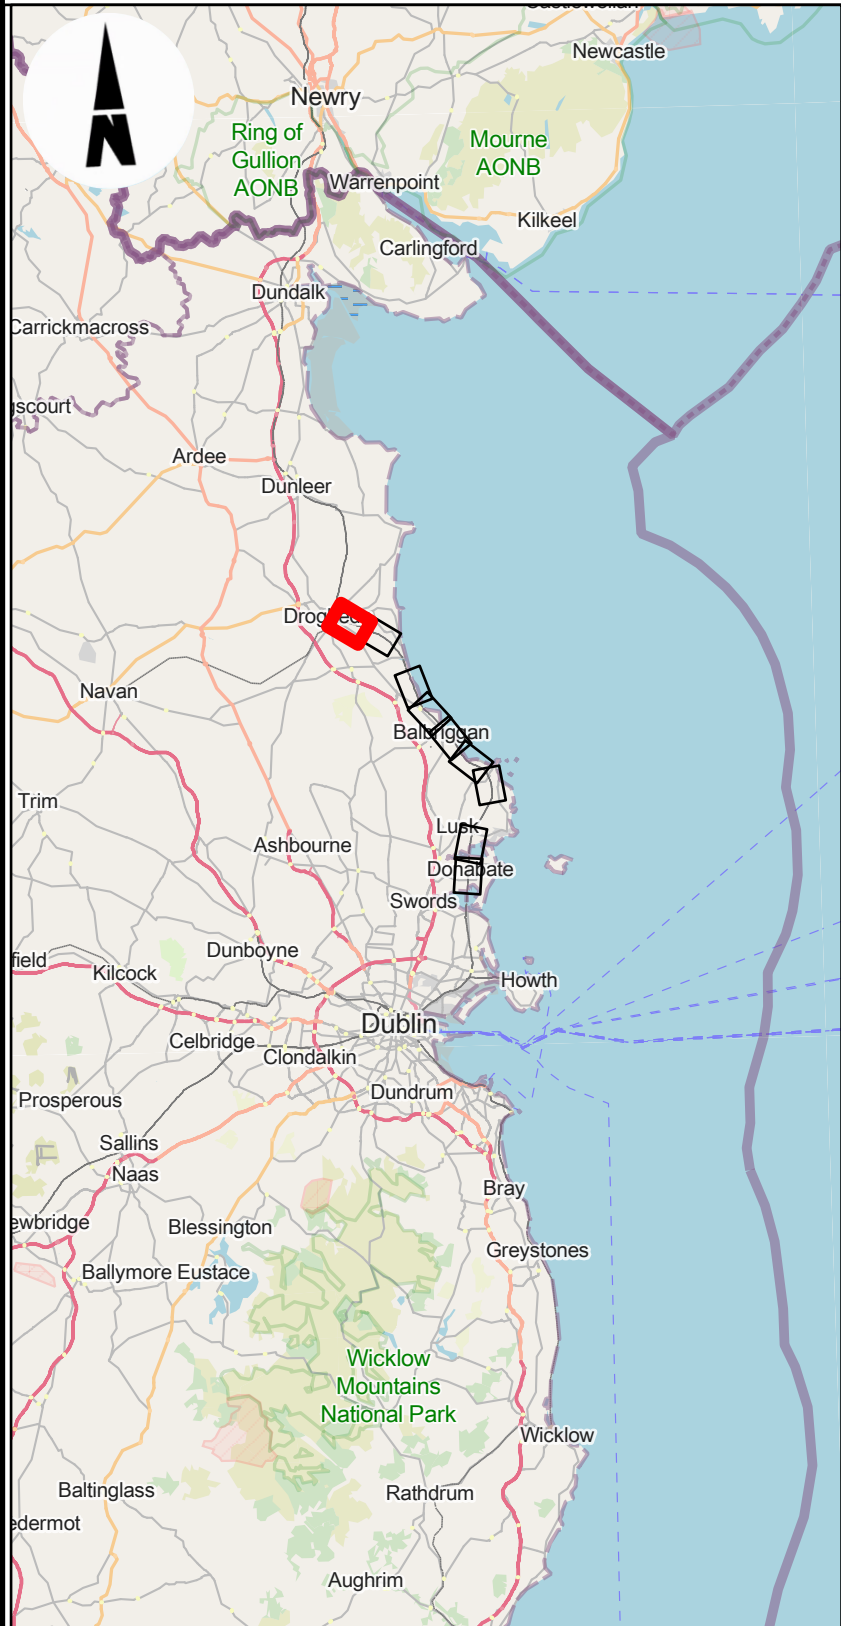 Newcastle
Newry
Ring of
Gullion
AONB
Mourne
AONB
Warrenpoint
Kilkeel
Carlingford
Dundalk
Carrickmacross
gscourt
Ardee
Dunleer
Navan
Balbriggan
Trim
Lusk
Ashbourne
Donabate
Swords
Dunboyne
field
Kilcock
Howth
Dublin
Celbridge
Clondalkin
Dundrum
Prosperous
Sallins
Naas
Bray
ewbridge
Blessington
Greystones
Ballymore Eustace
Wicklow
Mountains
National Park
Wicklow
Baltinglass
Rathdrum
edermot
Aughrim
N